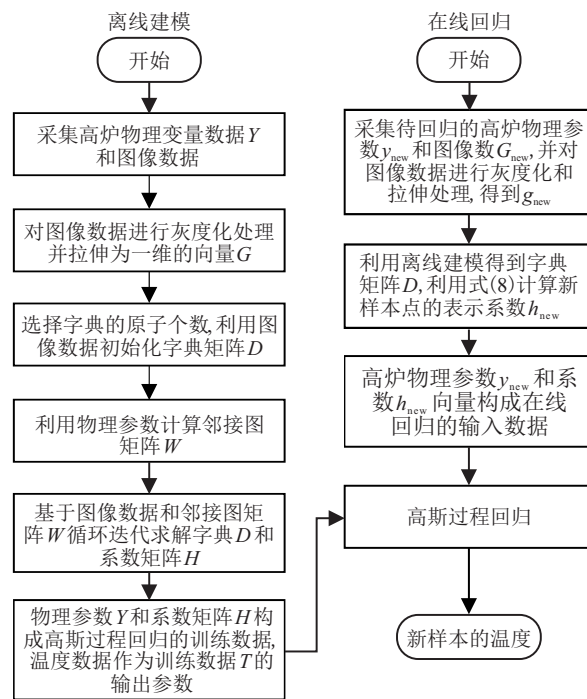 离线建模
开始
采集高炉物理变量数据Y
和图像数据
对图像数据进行灰度化处理
并拉伸为一维的向量G
选择字典的原子个数,利用图
像数据初始化字典矩阵D
利用物理参数计算邻接图
矩阵W
基于图像数据和邻接图矩
阵W循环迭代求解字典D和
系数矩阵H
物理参数Y和系数矩阵H构
成高斯过程回归的训练数据,
温度数据作为训练数据T的
输出参数
在线回归
开始
采集待回归的高炉物理参
数y_new和图像数G_new,并对
图像数据进行灰度化和
拉伸处理,得到g_new
利用离线建模得到字典
矩阵D,利用式(8)计算新
样本点的表示系数h_new
高炉物理参数y_new和系
数h_new向量构成在线
回归的输入数据
高斯过程回归
新样本的温度